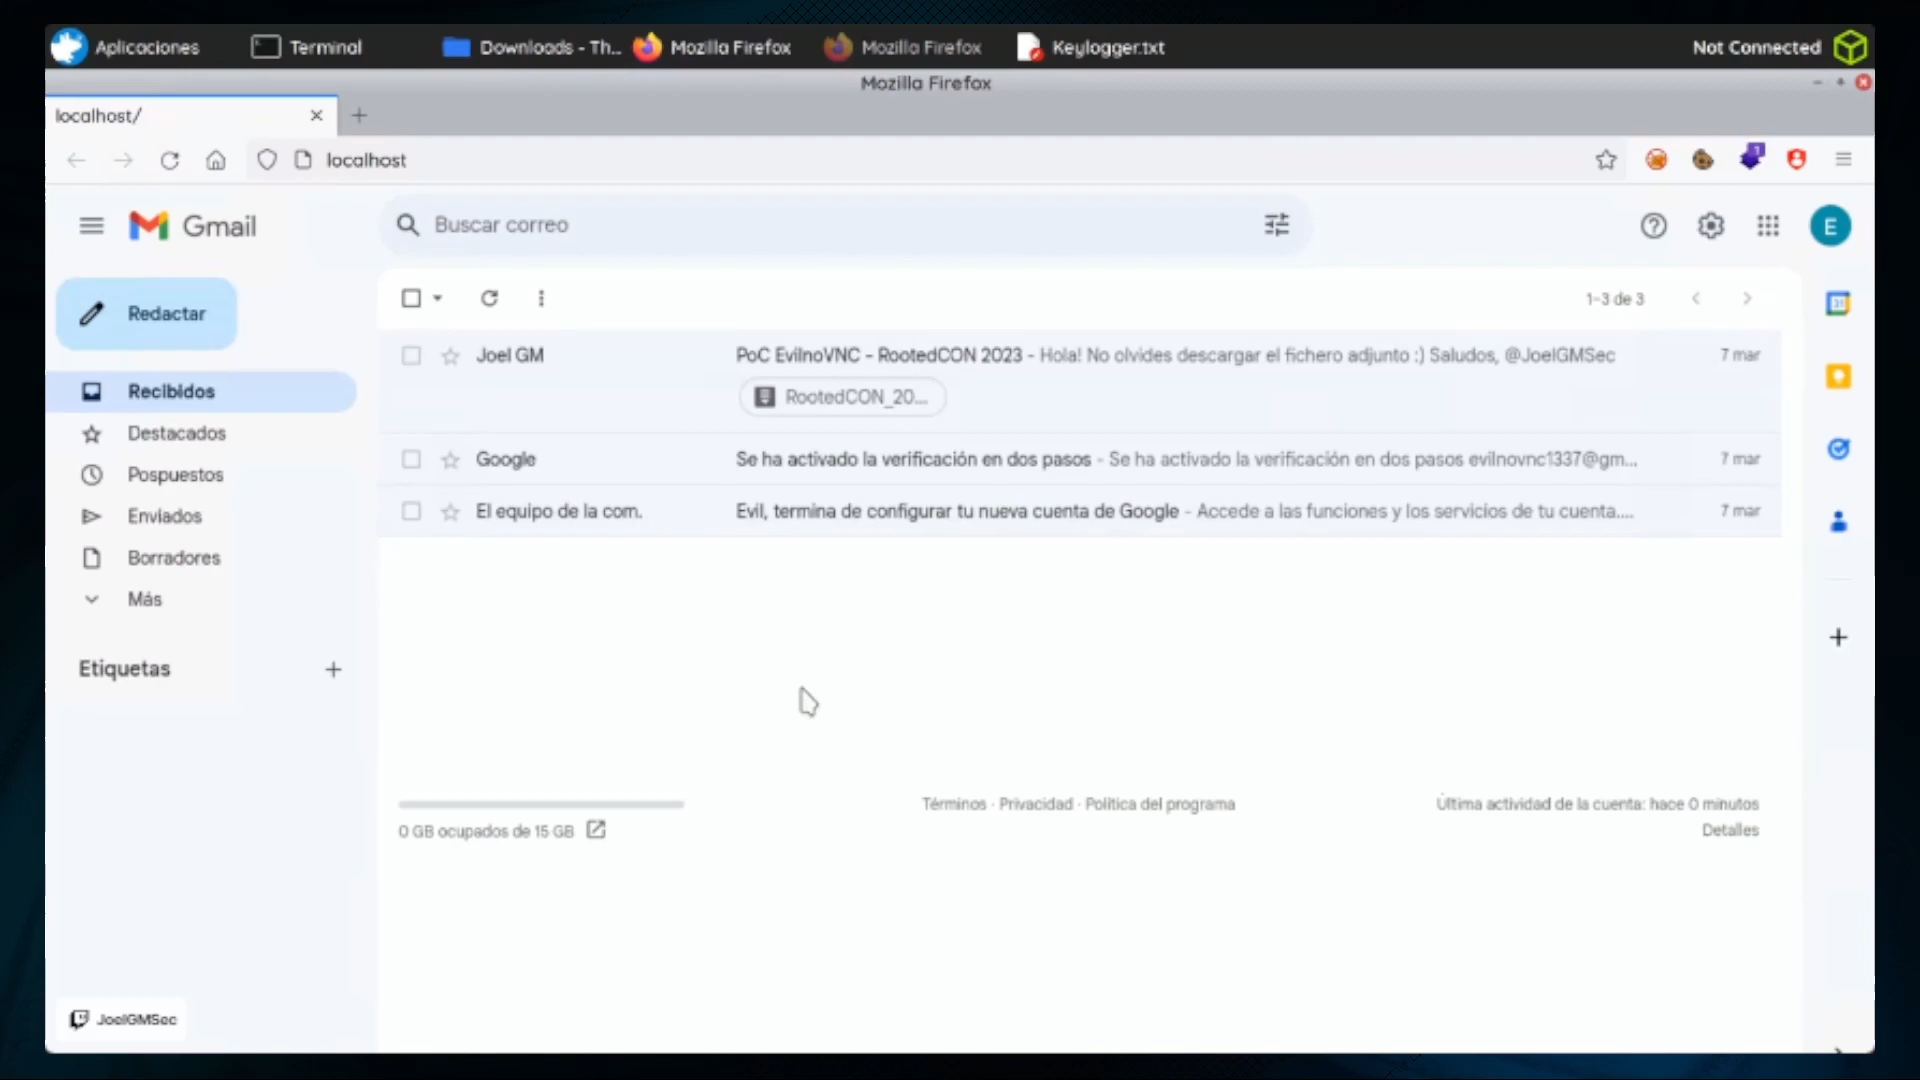 Aplicaciones Terminal Downloads - Th... Mozilla Firefox Mozilla Firefox Keylogger.txt Not Connected
Mozilla Firefox
localhost/
localhost
1
Gmail Buscar correo E
Redactar
1-3 de 3
31
Joel GM PoC EvilnoVNC - RootedCON 2023 - Hola! No olvides descargar el fichero adjunto :) Saludos, @JoelGMSec 7 mar
RootedCON_20...
Recibidos
Destacados
Google Se ha activado la verificación en dos pasos - Se ha activado la verificación en dos pasos evilnovnc1337@gm... 7 mar
Pospuestos
El equipo de la com. Evil, termina de configurar tu nueva cuenta de Google - Accede a las funciones y los servicios de tu cuenta.... 7 mar
Enviados
Borradores
Más
Etiquetas
Términos · Privacidad · Política del programa Última actividad de la cuenta: hace 0 minutos
0 GB ocupados de 15 GB Detalles
JoelGMSec